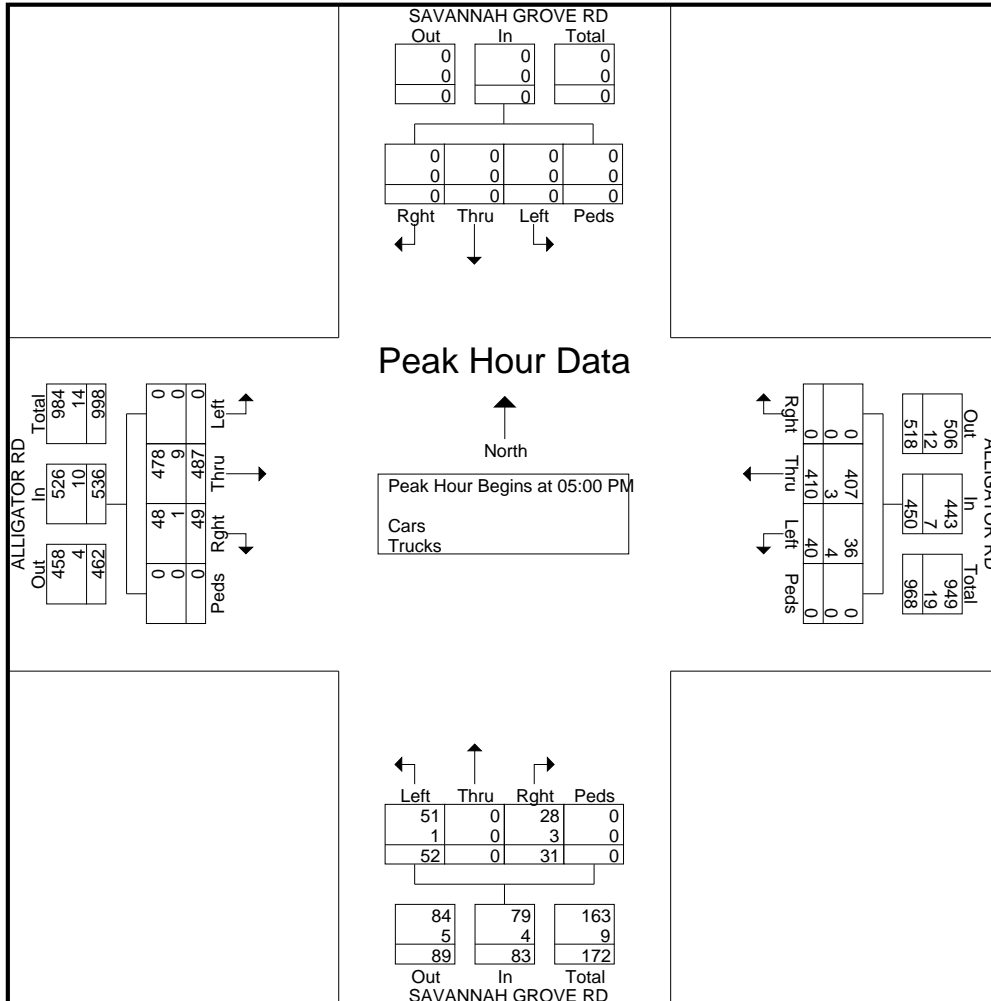 SAVANNAH GROVE RD
Out In Total
0 0 0
0 0 0
0 0 0
0 0 0 0
0 0 0 0
0 0 0 0
Rght Thru Left Peds
Peak Hour Data
North
Peak Hour Begins at 05:00 PM
Cars
Trucks
ALLIGATOR RD
Out In Total
458 526 984
4 10 14
462 536 998
0 48 478 0
0 1 9 0
0 49 487 0
Peds Rght Thru Left
ALLIGATOR RD
Out In Total
506 443 949
12 7 19
518 450 968
0 407 36 0
0 3 4 0
0 410 40 0
Rght Thru Left Peds
Left Thru Rght Peds
51 0 28 0
1 0 3 0
52 0 31 0
84 79 163
5 4 9
89 83 172
Out In Total
SAVANNAH GROVE RD